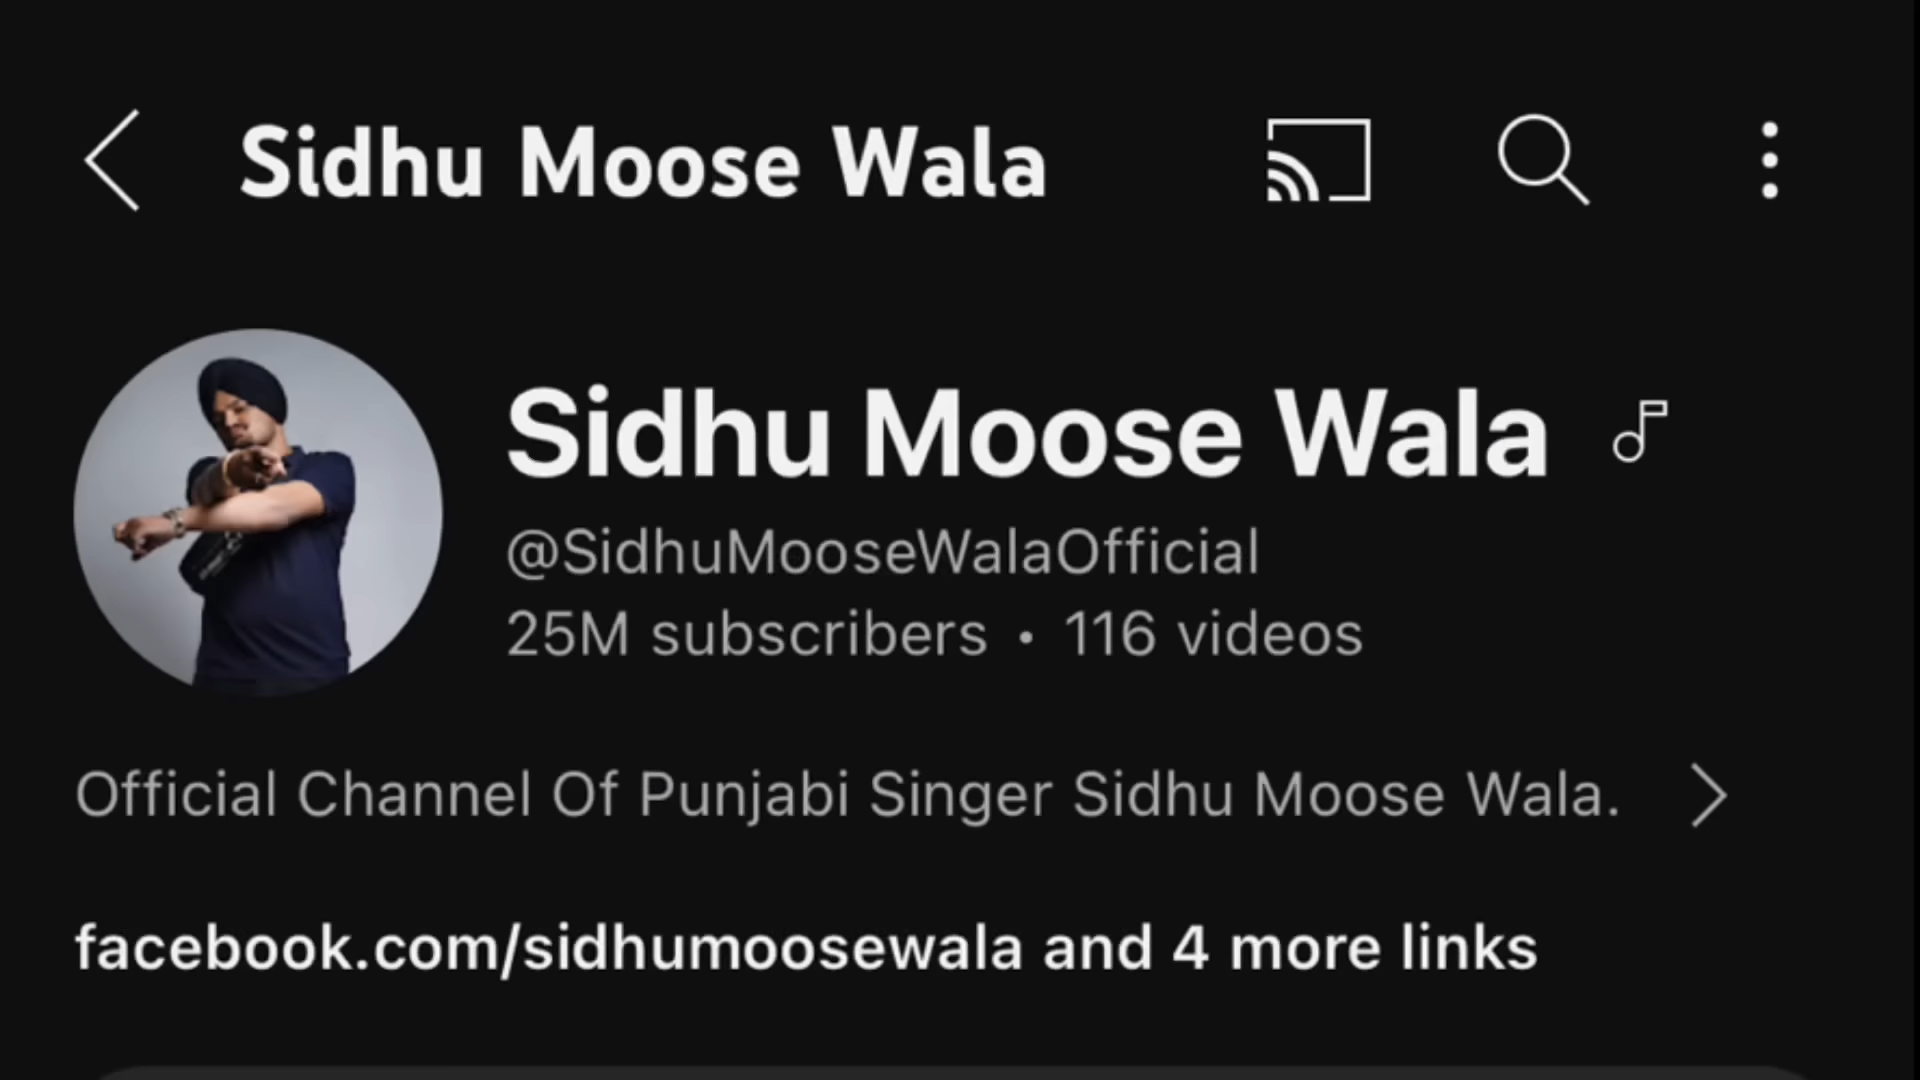 Sidhu Moose Wala
Sidhu Moose Wala
@SidhuMooseWalaOfficial
25M subscribers • 116 videos
Official Channel Of Punjabi Singer Sidhu Moose Wala.
facebook.com/sidhumoosewala and 4 more links